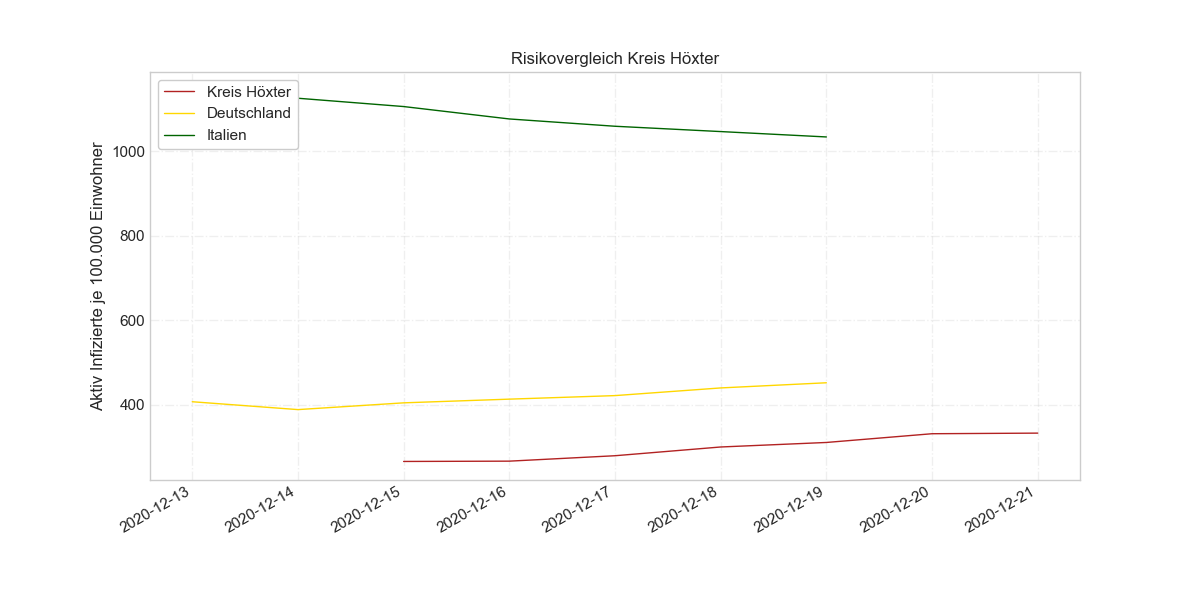 Risikovergleich Kreis Höxter
Kreis Höxter
Deutschland
Italien
Aktiv Infizierte je 100.000 Einwohner
1000
800
600
400
2020-12-13
2020-12-14
2020-12-15
2020-12-16
2020-12-17
2020-12-18
2020-12-19
2020-12-20
2020-12-21